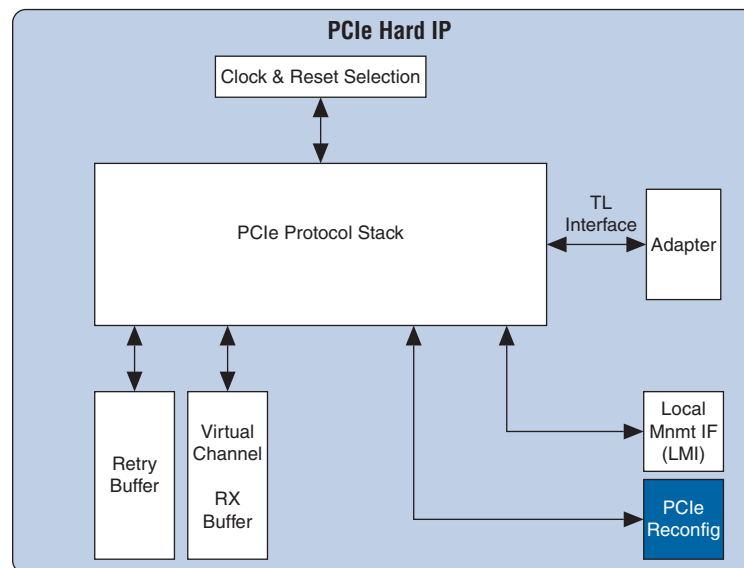 PCIe Hard IP
Clock & Reset Selection
PCIe Protocol Stack
TL
Interface
Adapter
Retry
Buffer
Virtual
Channel
RX
Buffer
Local
Mnmt IF
(LMI)
PCIe
Reconfig